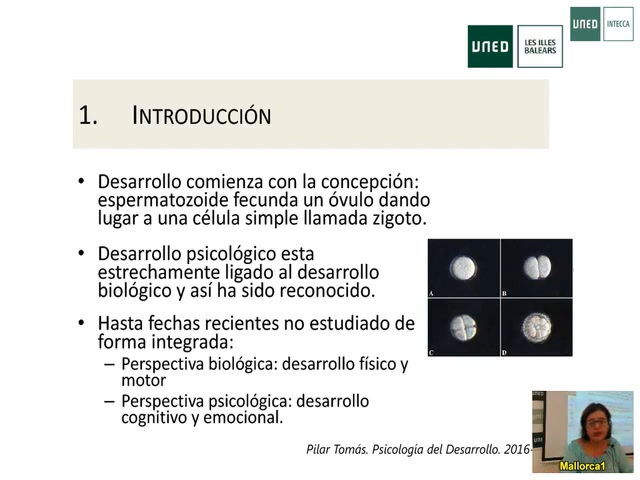 UNED
LES ILLES
BALEARS
UNED
INTECCA
1. INTRODUCCIÓN
• Desarrollo comienza con la concepción:
espermatozoide fecunda un óvulo dando
lugar a una célula simple llamada zigoto.
• Desarrollo psicológico esta
estrechamente ligado al desarrollo
biológico y así ha sido reconocido.
• Hasta fechas recientes no estudiado de
forma integrada:
– Perspectiva biológica: desarrollo físico y
motor
– Perspectiva psicológica: desarrollo
cognitivo y emocional.
A
B
C
D
Pilar Tomás. Psicología del Desarrollo. 2016-
Mallorca1